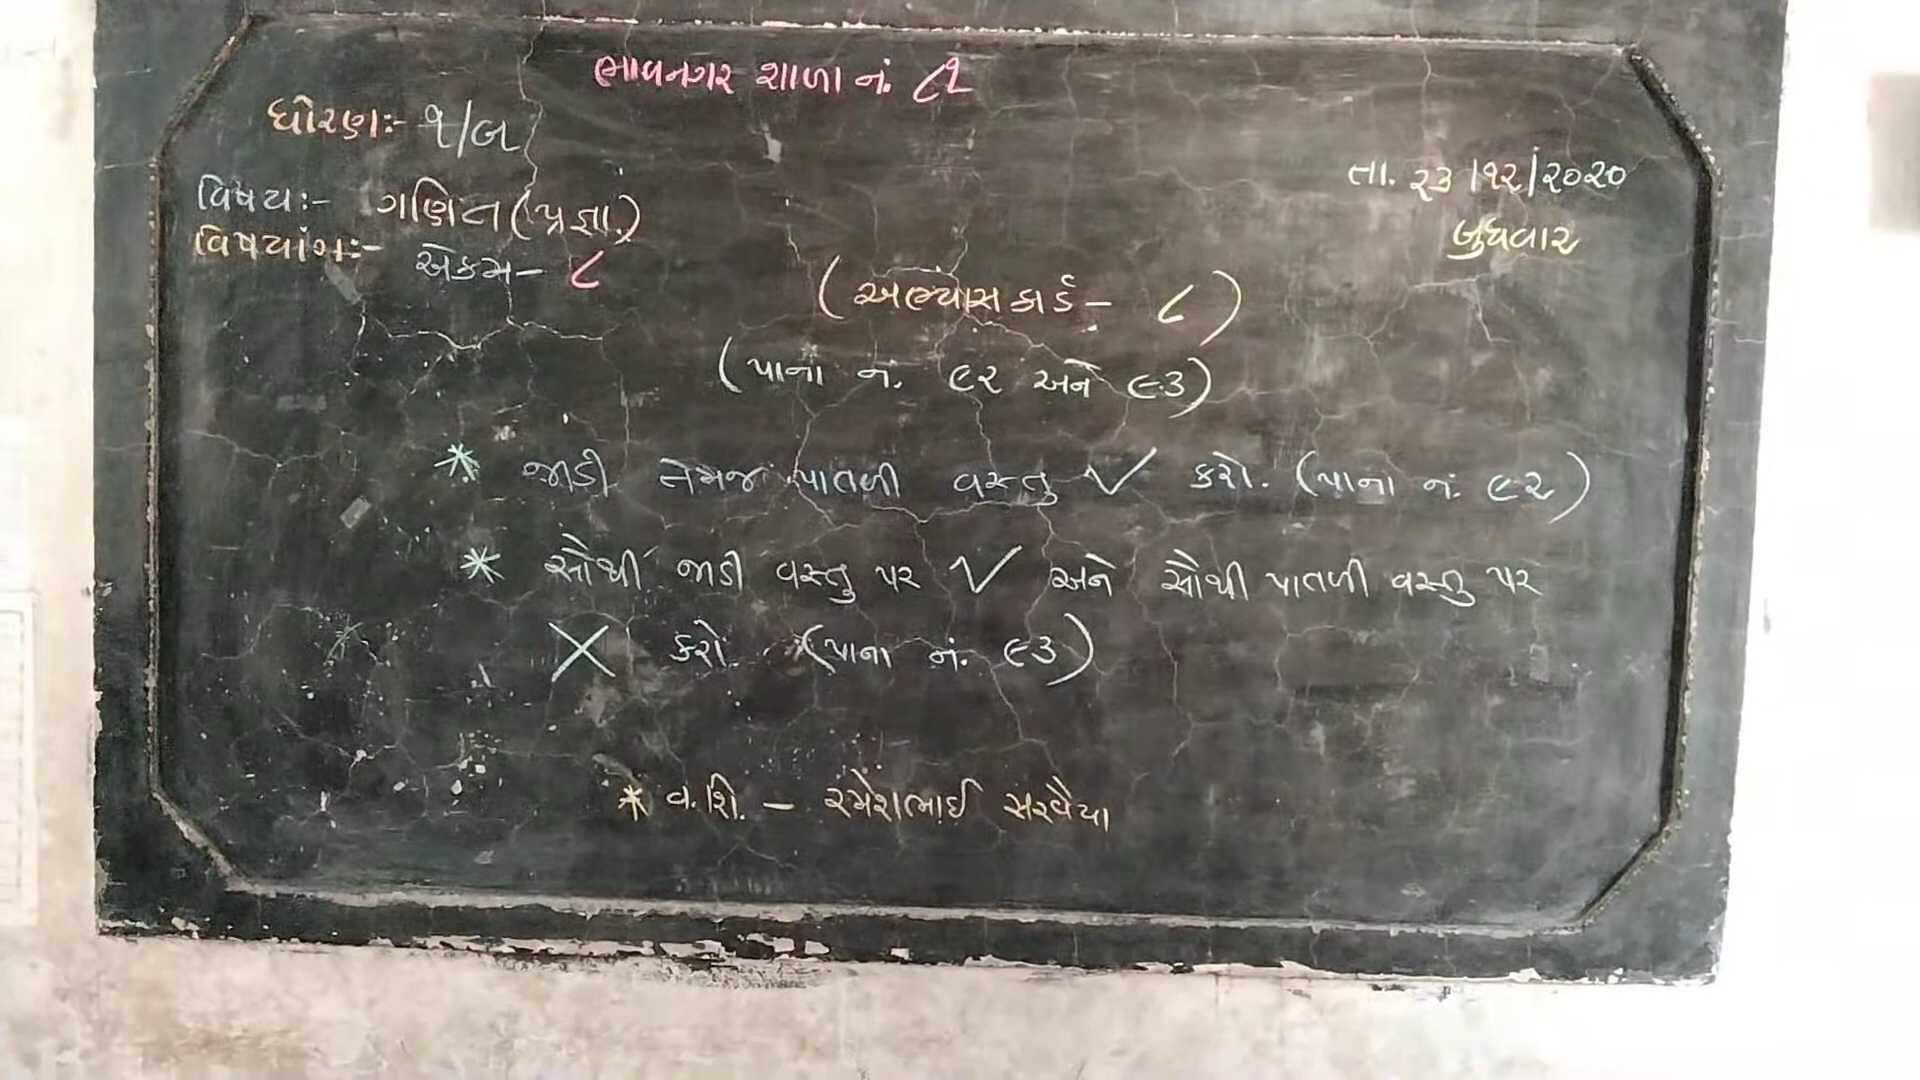 ભાવનગર શાળા નં. ૮૧
ધોરણઃ- ૧/બ
તા. ૨૩/૧૨/૨૦૨૦
બુધવાર
વિષયઃ- ગણિત (પ્રજ્ઞા)
વિષયાંગઃ- એકમ- ૮
(અભ્યાસ કાર્ડ - ૮)
(પાના નં. ૯૨ અને ૯૩)
* જાડી તેમજ પાતળી વસ્તુ ✓ કરો. (પાના નં. ૯૨)
* સૌથી જાડી વસ્તુ પર ✓ અને સૌથી પાતળી વસ્તુ પર
X કરો. (પાના નં. ૯૩)
* વ.શિ. - રમેશભાઈ સરવૈયા